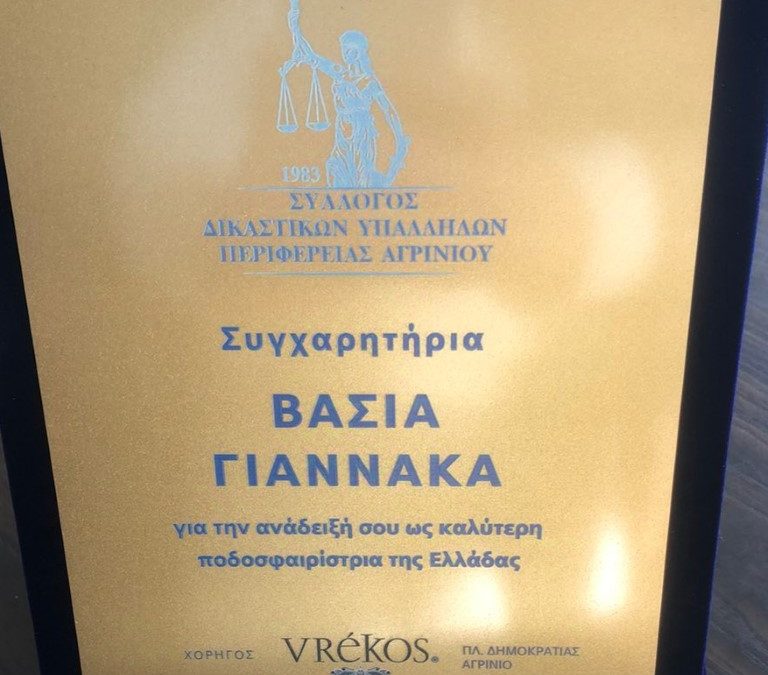 1983
ΣΥΛΛΟΓΟΣ
ΔΙΚΑΣΤΙΚΩΝ ΥΠΑΛΛΗΛΩΝ
ΠΕΡΙΦΕΡΕΙΑΣ ΑΓΡΙΝΙΟΥ
Συγχαρητήρια
ΒΑΣΙΑ
ΓΙΑΝΝΑΚΑ
για την ανάδειξή σου ως καλύτερη
ποδοσφαιρίστρια της Ελλάδας
ΧΟΡΗΓΟΣ VRéKOS® ΠΛ. ΔΗΜΟΚΡΑΤΙΑΣ
ΑΓΡΙΝΙΟ